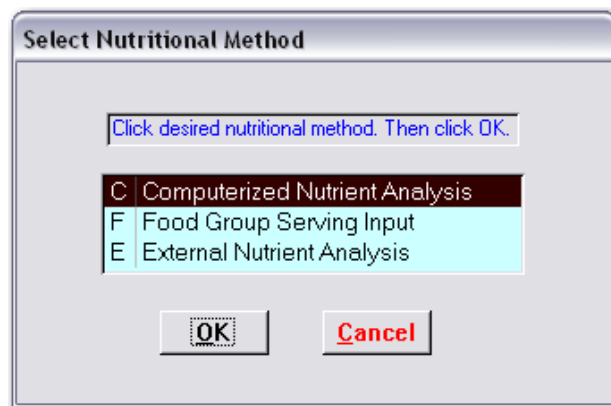 Select Nutritional Method
Click desired nutritional method. Then click OK.
C Computerized Nutrient Analysis
F Food Group Serving Input
E External Nutrient Analysis
OK Cancel